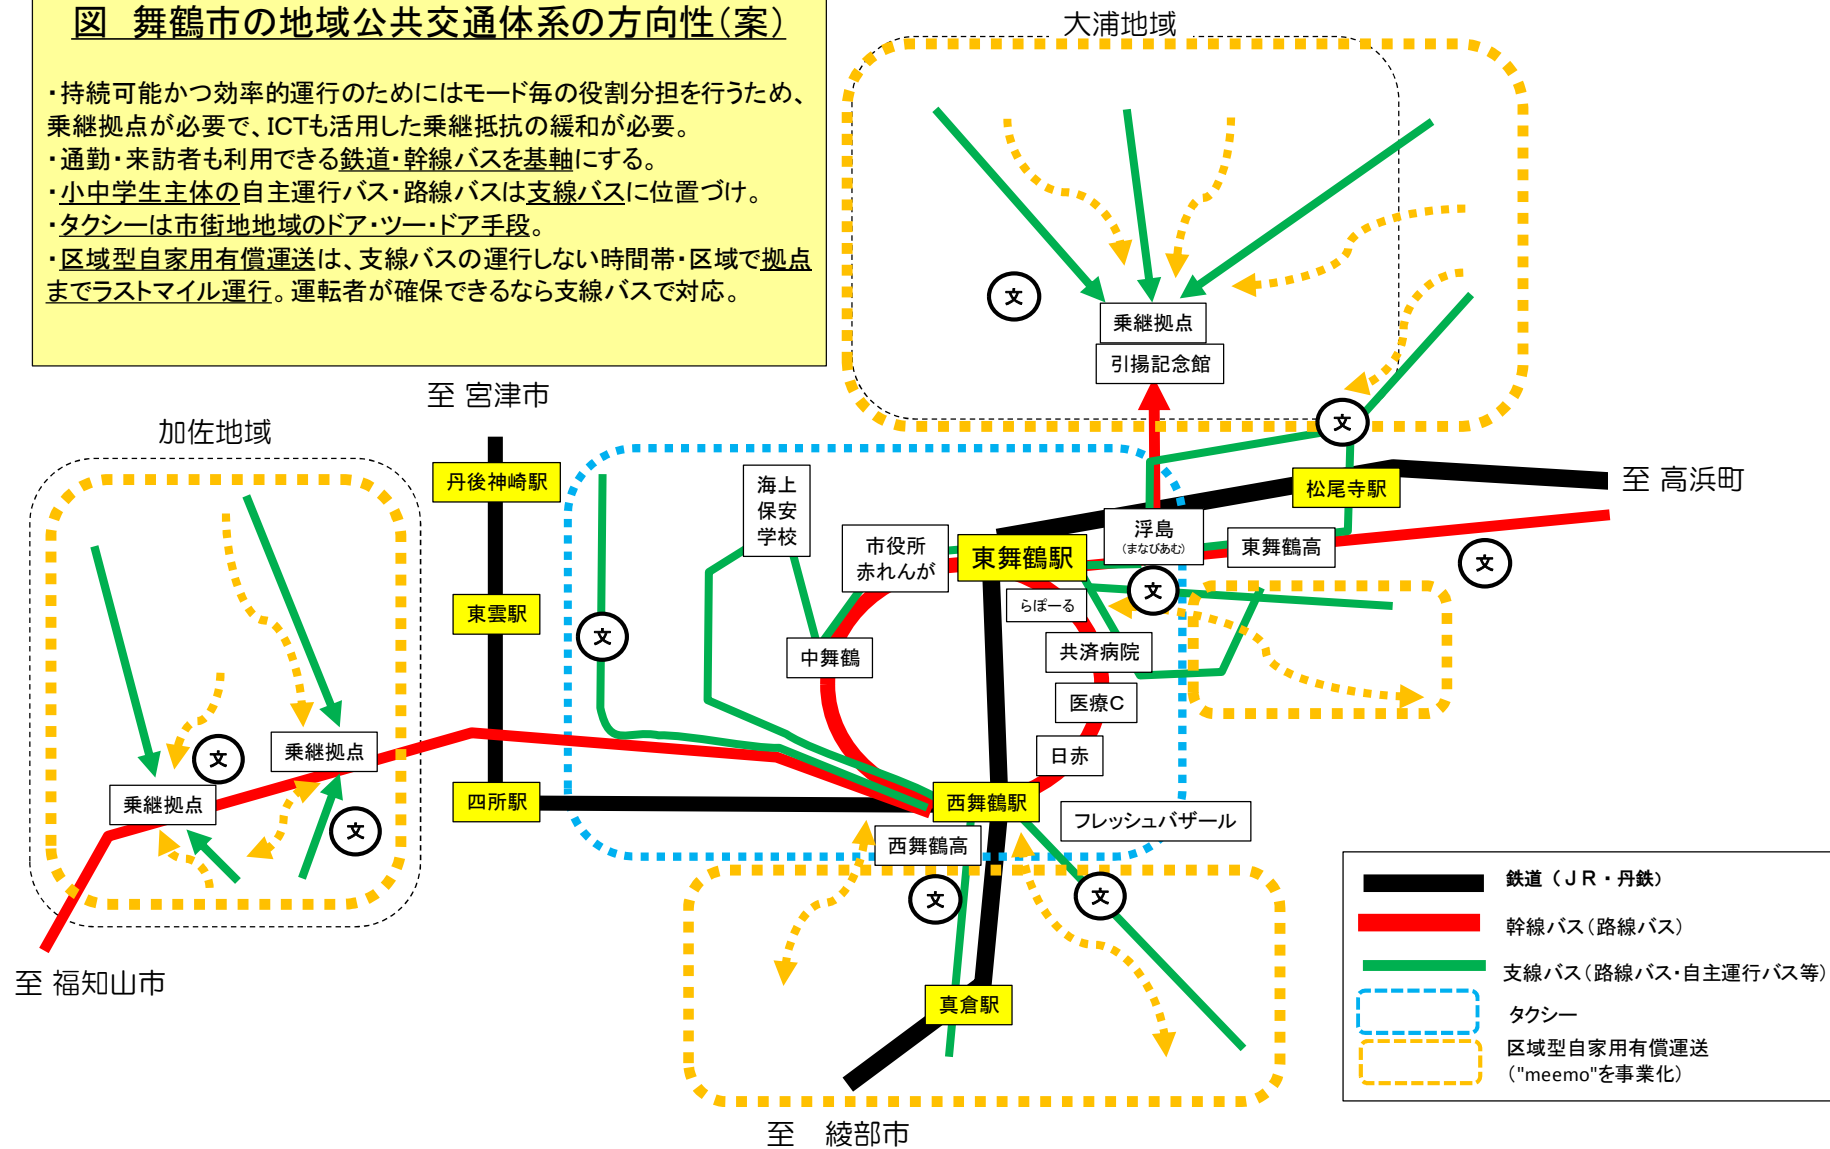 図 舞鶴市の地域公共交通体系の方向性(案)
・持続可能かつ効率的運行のためにはモード毎の役割分担を行うため、
乗継拠点が必要で、ICTも活用した乗継抵抗の緩和が必要。
・通勤・来訪者も利用できる鉄道・幹線バスを基軸にする。
・小中学生主体の自主運行バス・路線バスは支線バスに位置づけ。
・タクシーは市街地地域のドア・ツー・ドア手段。
・区域型自家用有償運送は、支線バスの運行しない時間帯・区域で拠点
までラストマイル運行。運転者が確保できるなら支線バスで対応。
大浦地域
文
乗継拠点
引揚記念館
文
至 宮津市
加佐地域
丹後神崎駅
海上
保安
学校
松尾寺駅
至 高浜町
浮島
(まなびあむ)
市役所
赤れんが
東舞鶴駅
東舞鶴高
文
文
東雲駅
らぽーる
文
中舞鶴
共済病院
医療C
乗継拠点
文
日赤
乗継拠点
四所駅
西舞鶴駅
フレッシュバザール
文
西舞鶴高
文
文
至 福知山市
真倉駅
至 綾部市
鉄道(JR・丹鉄)
幹線バス(路線バス)
支線バス(路線バス・自主運行バス等)
タクシー
区域型自家用有償運送
("meemo"を事業化)